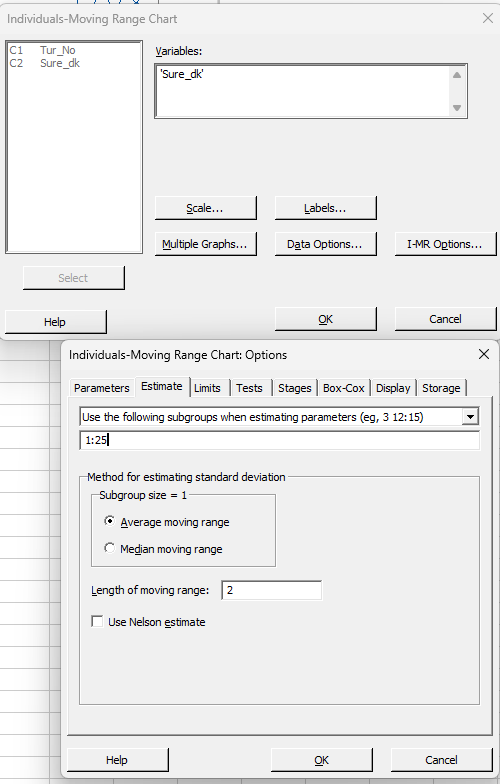 Individuals-Moving Range Chart
C1 Tur_No
C2 Sure_dk
Variables:
'Sure_dk'
Scale... Labels...
Multiple Graphs... Data Options... I-MR Options...
Select
Help OK Cancel
Individuals-Moving Range Chart: Options
Parameters Estimate Limits Tests Stages Box-Cox Display Storage
Use the following subgroups when estimating parameters (eg, 3 12:15)
1:25
Method for estimating standard deviation
Subgroup size = 1
Average moving range
Median moving range
Length of moving range: 2
Use Nelson estimate
Help OK Cancel